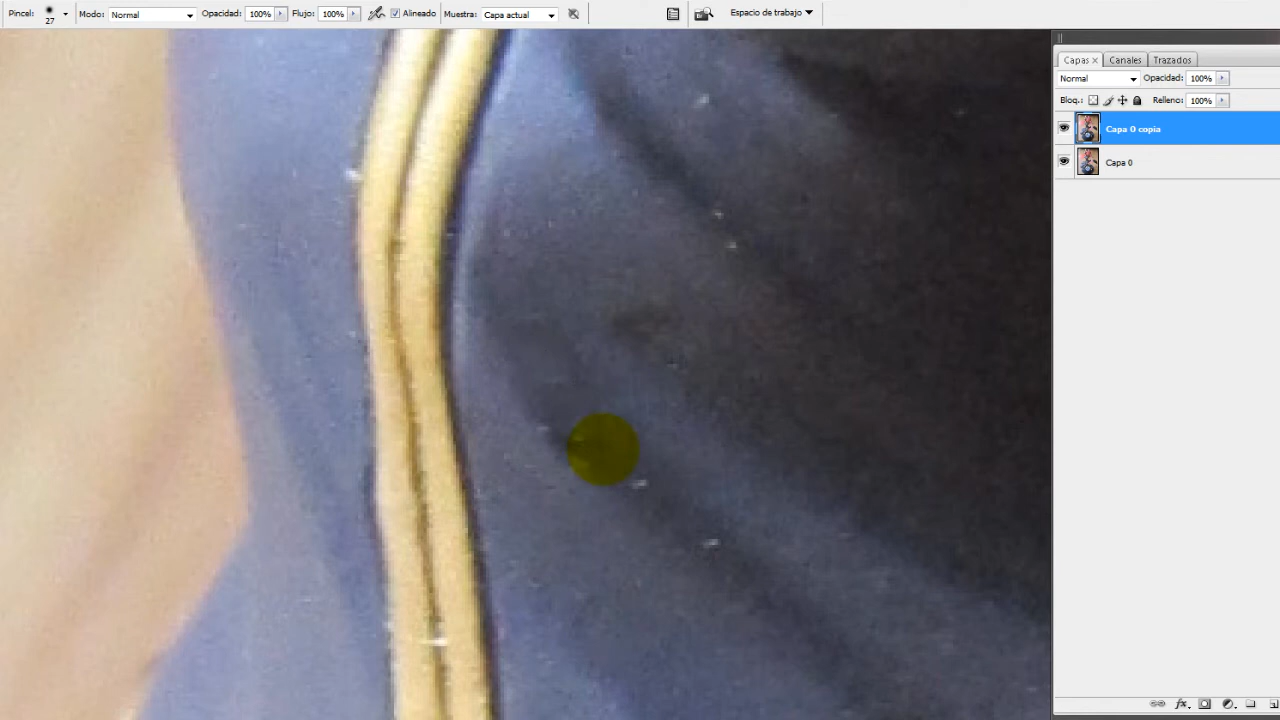 Pincel: 27 Modo: Normal Opacidad: 100% Flujo: 100% Alineado Muestra: Capa actual Espacio de trabajo
Capas x Canales Trazados
Normal Opacidad: 100%
Bloq.: Relleno: 100%
Capa 0 copia
Capa 0
fx